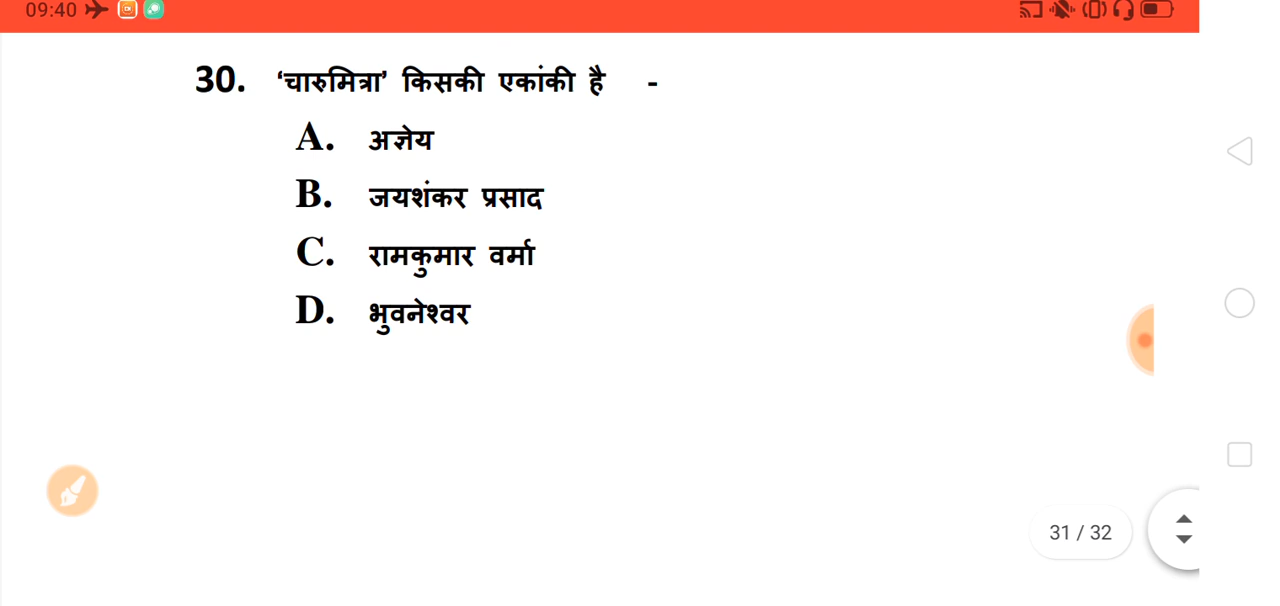 09:40
30. ‘चारुमित्रा’ किसकी एकांकी है -
A. अज्ञेय
B. जयशंकर प्रसाद
C. रामकुमार वर्मा
D. भुवनेश्वर
31 / 32